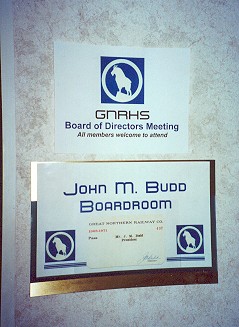 GNRHS
Board of Directors Meeting
All members welcome to attend
JOHN M. BUDD
BOARDROOM
GREAT NORTHERN RAILWAY CO.
Pass
Mr. J. M. Budd
President